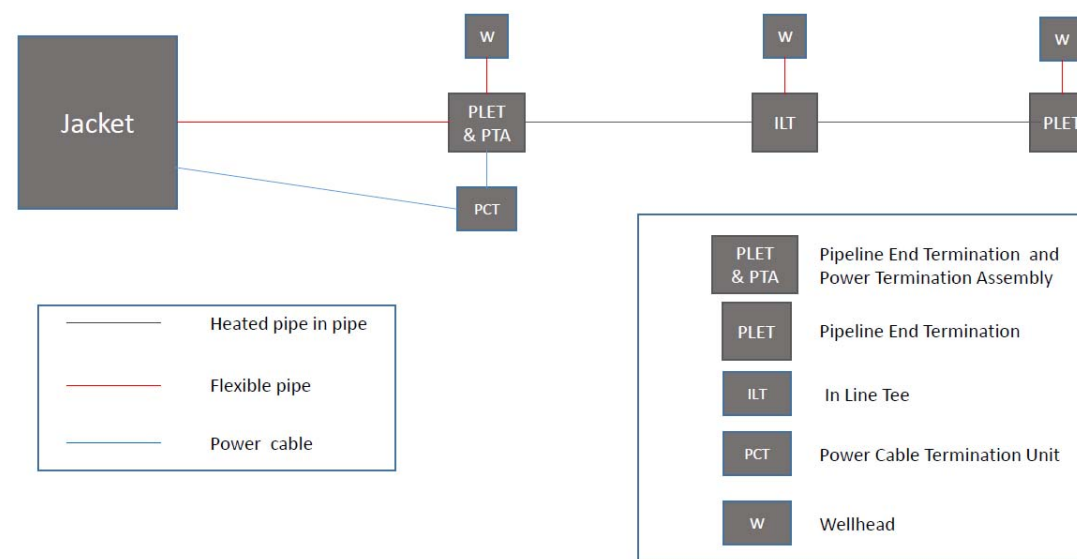 W
W
W
Jacket
PLET
& PTA
ILT
PLET
PCT
Heated pipe in pipe
Flexible pipe
Power cable
PLET
& PTA
Pipeline End Termination and
Power Termination Assembly
PLET
Pipeline End Termination
ILT
In Line Tee
PCT
Power Cable Termination Unit
W
Wellhead